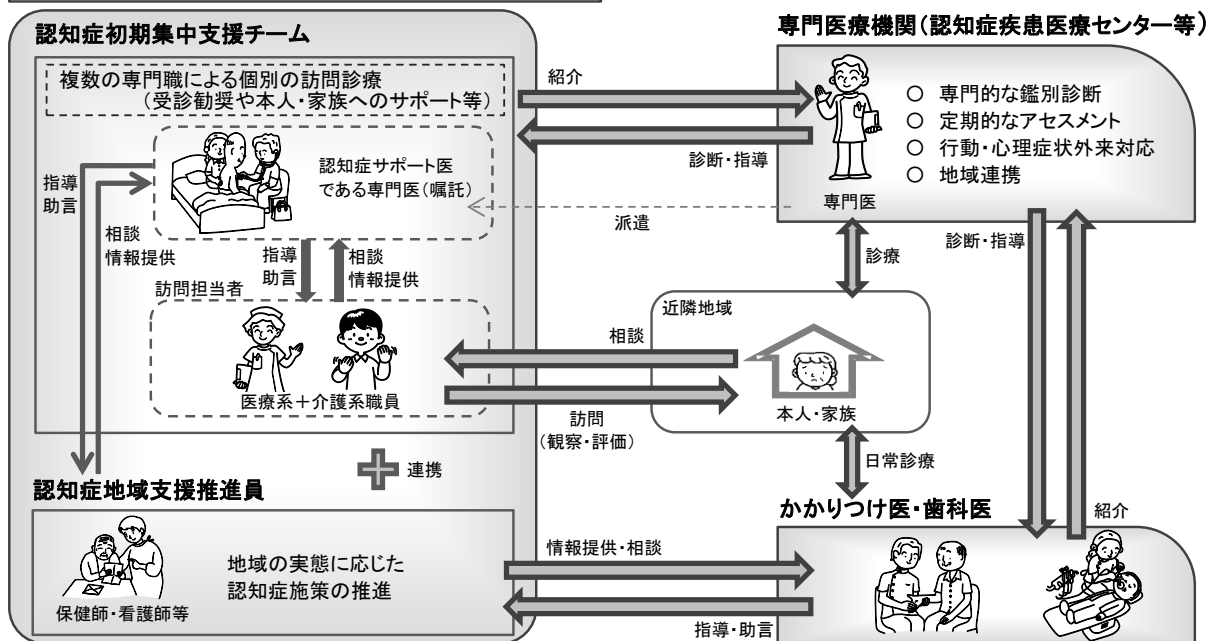 認知症初期集中支援チーム
複数の専門職による個別の訪問診療
（受診勧奨や本人・家族へのサポート等）
認知症サポート医
である専門医（嘱託）
指導
助言
相談
情報提供
指導
助言
相談
情報提供
訪問担当者
医療系＋介護系職員
連携
認知症地域支援推進員
地域の実態に応じた
認知症施策の推進
保健師・看護師等
紹介
診断・指導
派遣
相談
訪問
（観察・評価）
情報提供・相談
指導・助言
専門医療機関（認知症疾患医療センター等）
○ 専門的な鑑別診断
○ 定期的なアセスメント
○ 行動・心理症状外来対応
○ 地域連携
専門医
診療
診断・指導
近隣地域
本人・家族
日常診療
かかりつけ医・歯科医
紹介